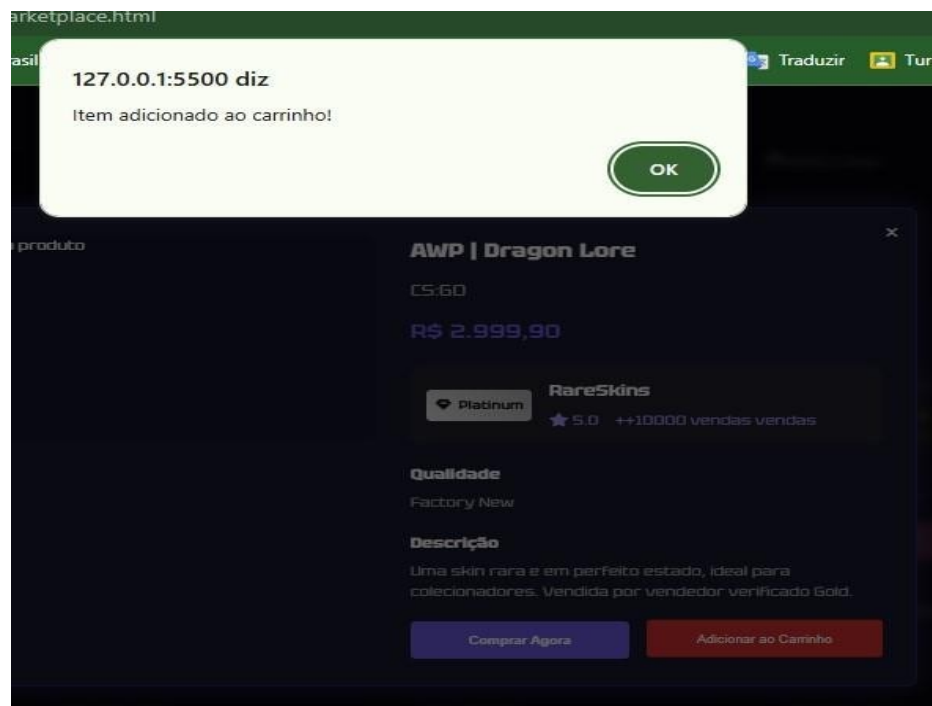 arketplace.html
asil
Traduzir
Tur
127.0.0.1:5500 diz
Item adicionado ao carrinho!
OK
produto
×
AWP | Dragon Lore
CS:GO
R$ 2.999,90
Platinum
RareSkins
5.0 ++10000 vendas vendas
Qualidade
Factory New
Descrição
Uma skin rara e em perfeito estado, ideal para
colecionadores. Vendida por vendedor verificado Gold.
Comprar Agora
Adicionar ao Carrinho